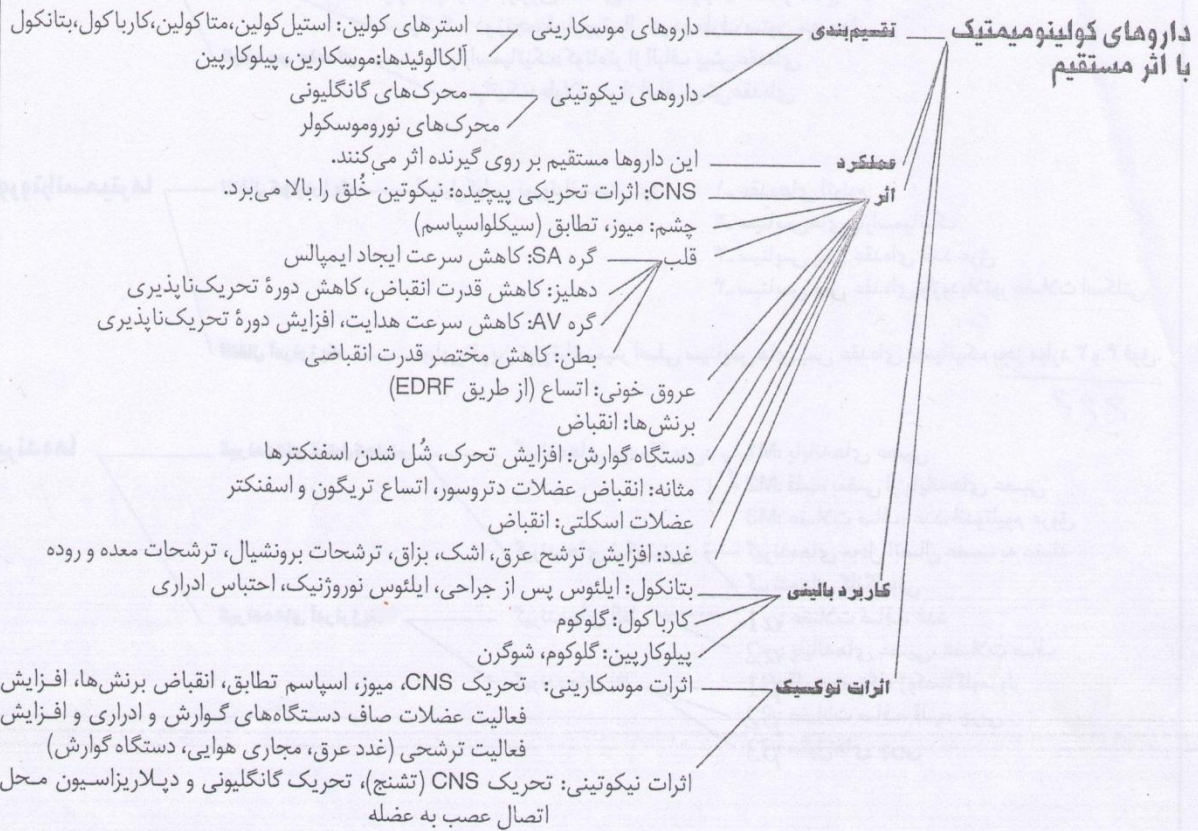 داروهای کولینومیمتیک
با اثر مستقیم
تقسیم‌بندی
داروهای موسکارینی
استرهای کولین: استیل کولین،متاکولین،کارباکول،بتانکول
آلکالوئیدها:موسکارین، پیلوکارپین
داروهای نیکوتینی
محرک‌های گانگلیونی
محرک‌های نوروموسکولر
عملکرد
این داروها مستقیم بر روی گیرنده اثر می‌کنند.
اثر
CNS: اثرات تحریکی پیچیده: نیکوتین خُلق را بالا می‌برد.
چشم: میوز، تطابق (سیکلواسپاسم)
قلب
گره SA: کاهش سرعت ایجاد ایمپالس
دهلیز: کاهش قدرت انقباض، کاهش دورهٔ تحریک‌ناپذیری
گره AV: کاهش سرعت هدایت، افزایش دورهٔ تحریک‌ناپذیری
بطن: کاهش مختصر قدرت انقباضی
عروق خونی: اتساع (از طریق EDRF)
برنش‌ها: انقباض
دستگاه گوارش: افزایش تحرک، شُل شدن اسفنکترها
مثانه: انقباض عضلات دتروسور، اتساع تریگون و اسفنکتر
عضلات اسکلتی: انقباض
غدد: افزایش ترشح عرق، اشک، بزاق، ترشحات برونشیال، ترشحات معده و روده
کاربرد بالینی
بتانکول: ایلئوس پس از جراحی، ایلئوس نوروژنیک، احتباس ادراری
کارباکول: گلوکوم
پیلوکارپین: گلوکوم، شوگرن
اثرات توکسیک
اثرات موسکارینی: تحریک CNS، میوز، اسپاسم تطابق، انقباض برنش‌ها، افزایش
فعالیت عضلات صاف دستگاه‌های گوارش و ادراری و افزایش
فعالیت ترشحی (غدد عرق، مجاری هوایی، دستگاه گوارش)
اثرات نیکوتینی: تحریک CNS (تشنج)، تحریک گانگلیونی و دپلاریزاسیون محل
اتصال عصب به عضله